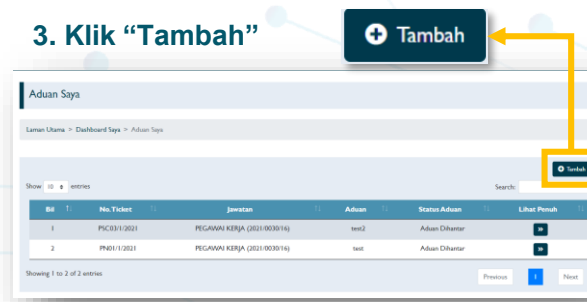 3. Klik “Tambah”
Tambah
Aduan Saya
Laman Utama > Dashboard Saya > Aduan Saya
Tambah
Show 10 entries
Search:
Bil No.Ticket Jawatan Aduan Status Aduan Lihat Penuh
1 PSC03/1/2021 PEGAWAI KERJA (2021/0030/16) test2 Aduan Dihantar
2 PN01/1/2021 PEGAWAI KERJA (2021/0030/16) test Aduan Dihantar
Showing 1 to 2 of 2 entries
Previous 1 Next